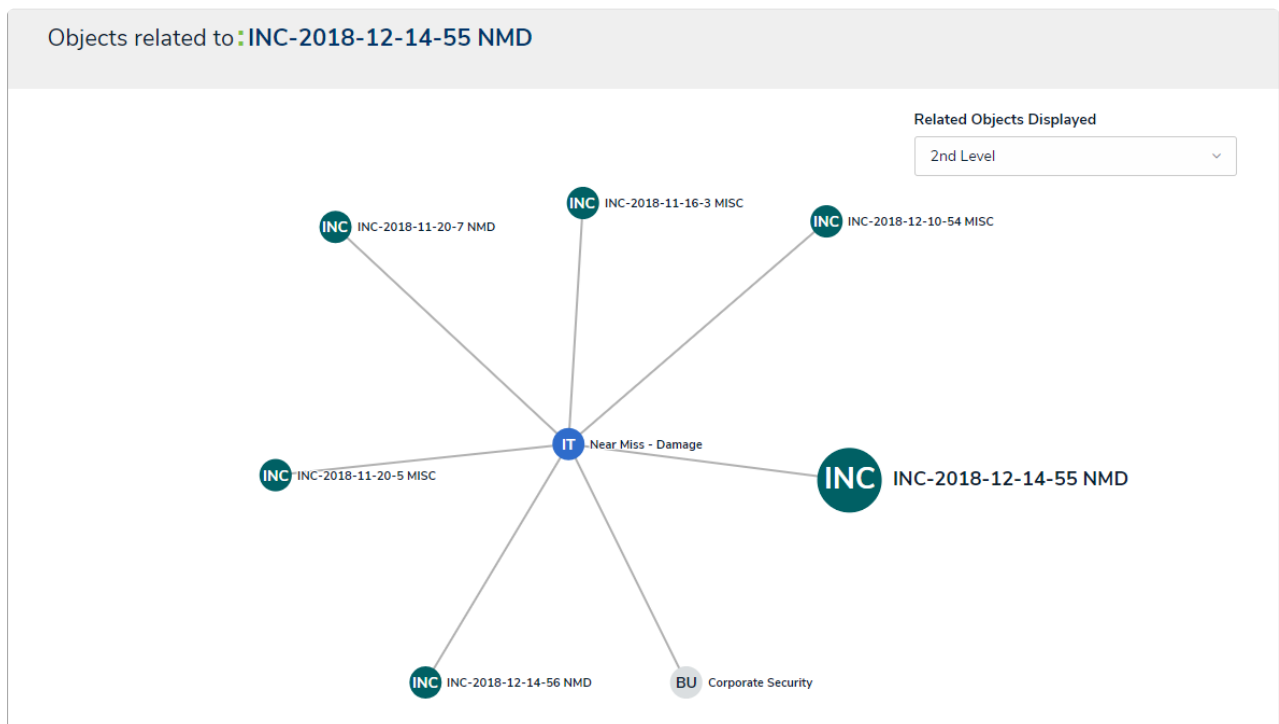 Objects related to:INC-2018-12-14-55 NMD
Related Objects Displayed
2nd Level
INC INC-2018-11-16-3 MISC
INC INC-2018-11-20-7 NMD
INC INC-2018-12-10-54 MISC
IT Near Miss - Damage
INC INC-2018-11-20-5 MISC
INC INC-2018-12-14-55 NMD
INC INC-2018-12-14-56 NMD
BU Corporate Security